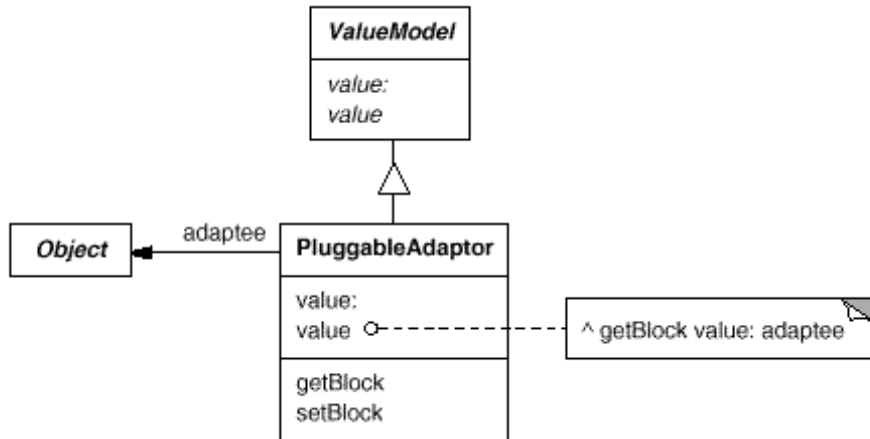 ValueModel
value:
value
Object
adaptee
PluggableAdaptor
value:
value
^ getBlock value: adaptee
getBlock
setBlock